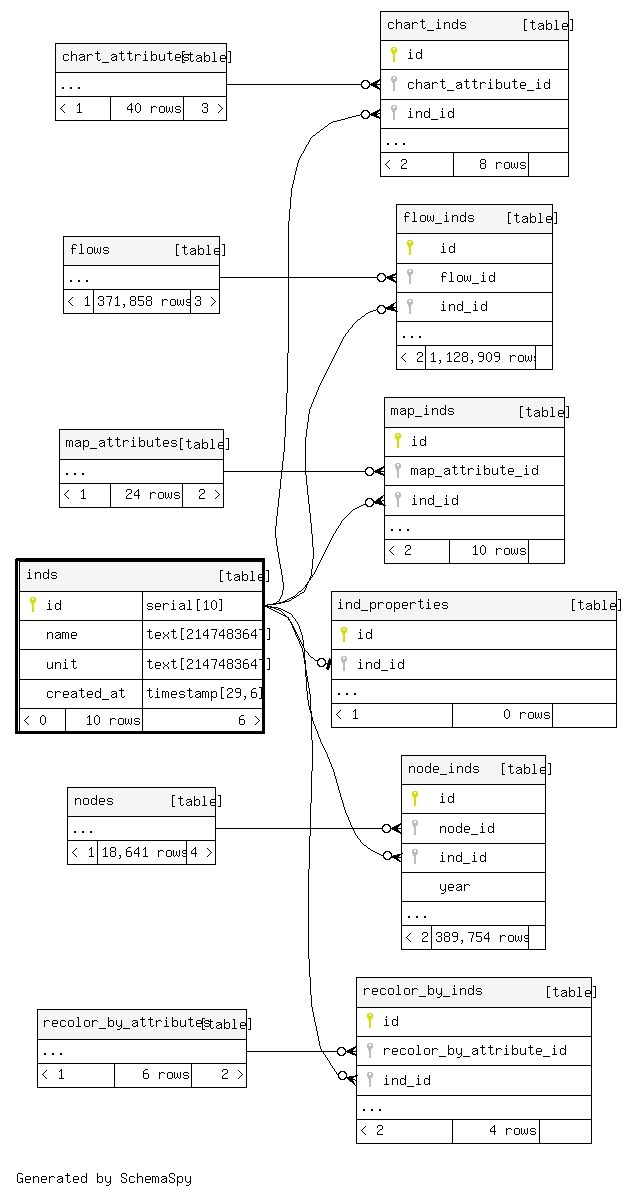 chart_attributes [table]
...
< 1 40 rows 3 >
chart_inds [table]
id
chart_attribute_id
ind_id
...
< 2 8 rows
flows [table]
...
< 1 371,858 rows 3 >
flow_inds [table]
id
flow_id
ind_id
...
< 2 1,128,909 rows
map_attributes [table]
...
< 1 24 rows 2 >
map_inds [table]
id
map_attribute_id
ind_id
...
< 2 10 rows
inds [table]
id serial[10]
name text[2147483647]
unit text[2147483647]
created_at timestamp[29,6]
< 0 10 rows 6 >
ind_properties [table]
id
ind_id
...
< 1 0 rows
nodes [table]
...
< 1 18,641 rows 4 >
node_inds [table]
id
node_id
ind_id
year
...
< 2 389,754 rows
recolor_by_attributes [table]
...
< 1 6 rows 2 >
recolor_by_inds [table]
id
recolor_by_attribute_id
ind_id
...
< 2 4 rows
Generated by SchemaSpy